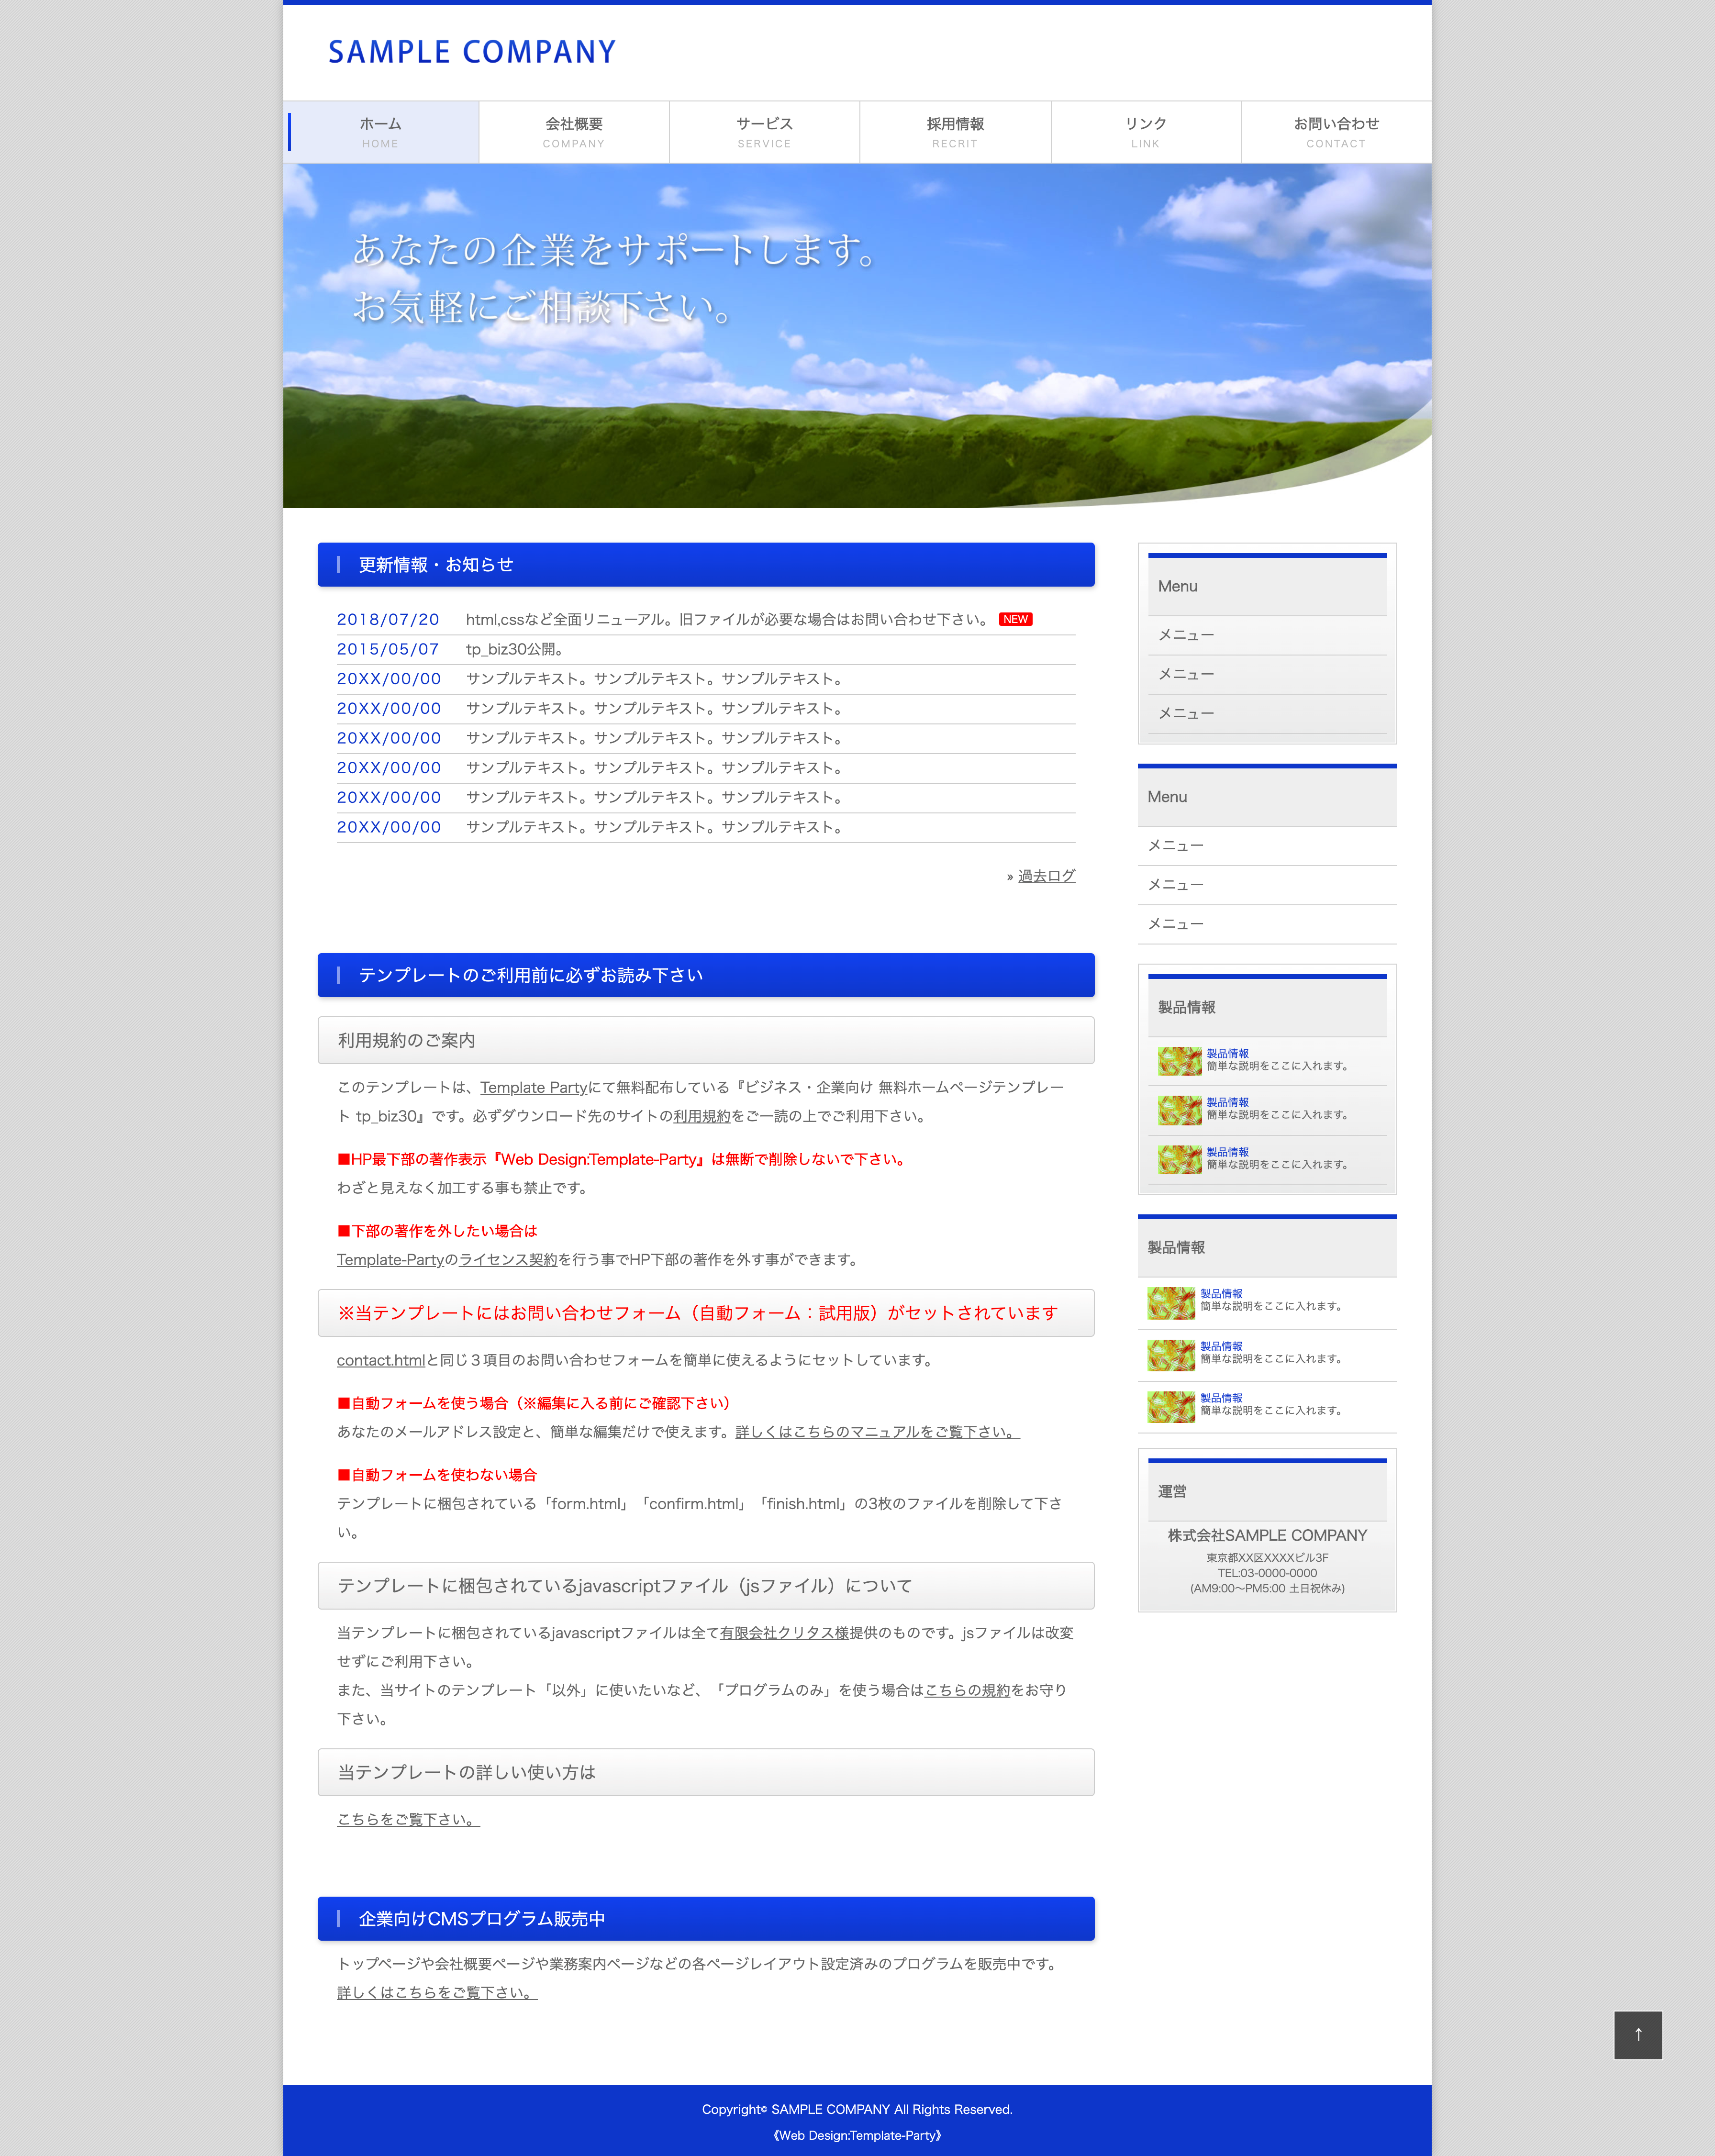 SAMPLE COMPANY
ホーム
HOME
会社概要
COMPANY
サービス
SERVICE
採用情報
RECRIT
リンク
LINK
お問い合わせ
CONTACT
あなたの企業をサポートします。
お気軽にご相談下さい。
更新情報・お知らせ
2018/07/20 html,cssなど全面リニューアル。旧ファイルが必要な場合はお問い合わせ下さい。 NEW
2015/05/07 tp_biz30公開。
20XX/00/00 サンプルテキスト。サンプルテキスト。サンプルテキスト。
20XX/00/00 サンプルテキスト。サンプルテキスト。サンプルテキスト。
20XX/00/00 サンプルテキスト。サンプルテキスト。サンプルテキスト。
20XX/00/00 サンプルテキスト。サンプルテキスト。サンプルテキスト。
20XX/00/00 サンプルテキスト。サンプルテキスト。サンプルテキスト。
20XX/00/00 サンプルテキスト。サンプルテキスト。サンプルテキスト。
» 過去ログ
テンプレートのご利用前に必ずお読み下さい
利用規約のご案内
このテンプレートは、Template Partyにて無料配布している『ビジネス・企業向け 無料ホームページテンプレー
ト tp_biz30』です。必ずダウンロード先のサイトの利用規約をご一読の上でご利用下さい。
■HP最下部の著作表示『Web Design:Template-Party』は無断で削除しないで下さい。
わざと見えなく加工する事も禁止です。
■下部の著作を外したい場合は
Template-Partyのライセンス契約を行う事でHP下部の著作を外す事ができます。
※当テンプレートにはお問い合わせフォーム（自動フォーム：試用版）がセットされています
contact.htmlと同じ３項目のお問い合わせフォームを簡単に使えるようにセットしています。
■自動フォームを使う場合（※編集に入る前にご確認下さい）
あなたのメールアドレス設定と、簡単な編集だけで使えます。詳しくはこちらのマニュアルをご覧下さい。
■自動フォームを使わない場合
テンプレートに梱包されている「form.html」「confirm.html」「finish.html」の3枚のファイルを削除して下さ
い。
テンプレートに梱包されているjavascriptファイル（jsファイル）について
当テンプレートに梱包されているjavascriptファイルは全て有限会社クリタス様提供のものです。jsファイルは改変
せずにご利用下さい。
また、当サイトのテンプレート「以外」に使いたいなど、「プログラムのみ」を使う場合はこちらの規約をお守り
下さい。
当テンプレートの詳しい使い方は
こちらをご覧下さい。
企業向けCMSプログラム販売中
トップページや会社概要ページや業務案内ページなどの各ページレイアウト設定済みのプログラムを販売中です。
詳しくはこちらをご覧下さい。
Menu
メニュー
メニュー
メニュー
Menu
メニュー
メニュー
メニュー
製品情報
製品情報
簡単な説明をここに入れます。
製品情報
簡単な説明をここに入れます。
製品情報
簡単な説明をここに入れます。
製品情報
製品情報
簡単な説明をここに入れます。
製品情報
簡単な説明をここに入れます。
製品情報
簡単な説明をここに入れます。
運営
株式会社SAMPLE COMPANY
東京都XX区XXXXビル3F
TEL:03-0000-0000
(AM9:00〜PM5:00 土日祝休み)
↑
Copyright© SAMPLE COMPANY All Rights Reserved.
《Web Design:Template-Party》